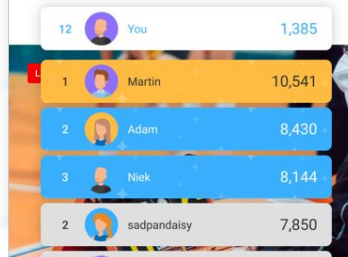 12 You 1,385
L
1 Martin 10,541
2 Adam 8,430
3 Niek 8,144
2 sadpandaisy 7,850